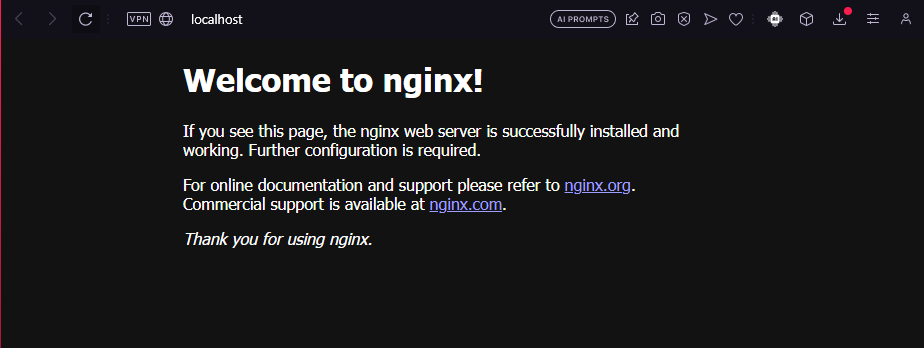 VPN
localhost
AI PROMPTS
AI
Welcome to nginx!
If you see this page, the nginx web server is successfully installed and
working. Further configuration is required.
For online documentation and support please refer to nginx.org.
Commercial support is available at nginx.com.
Thank you for using nginx.